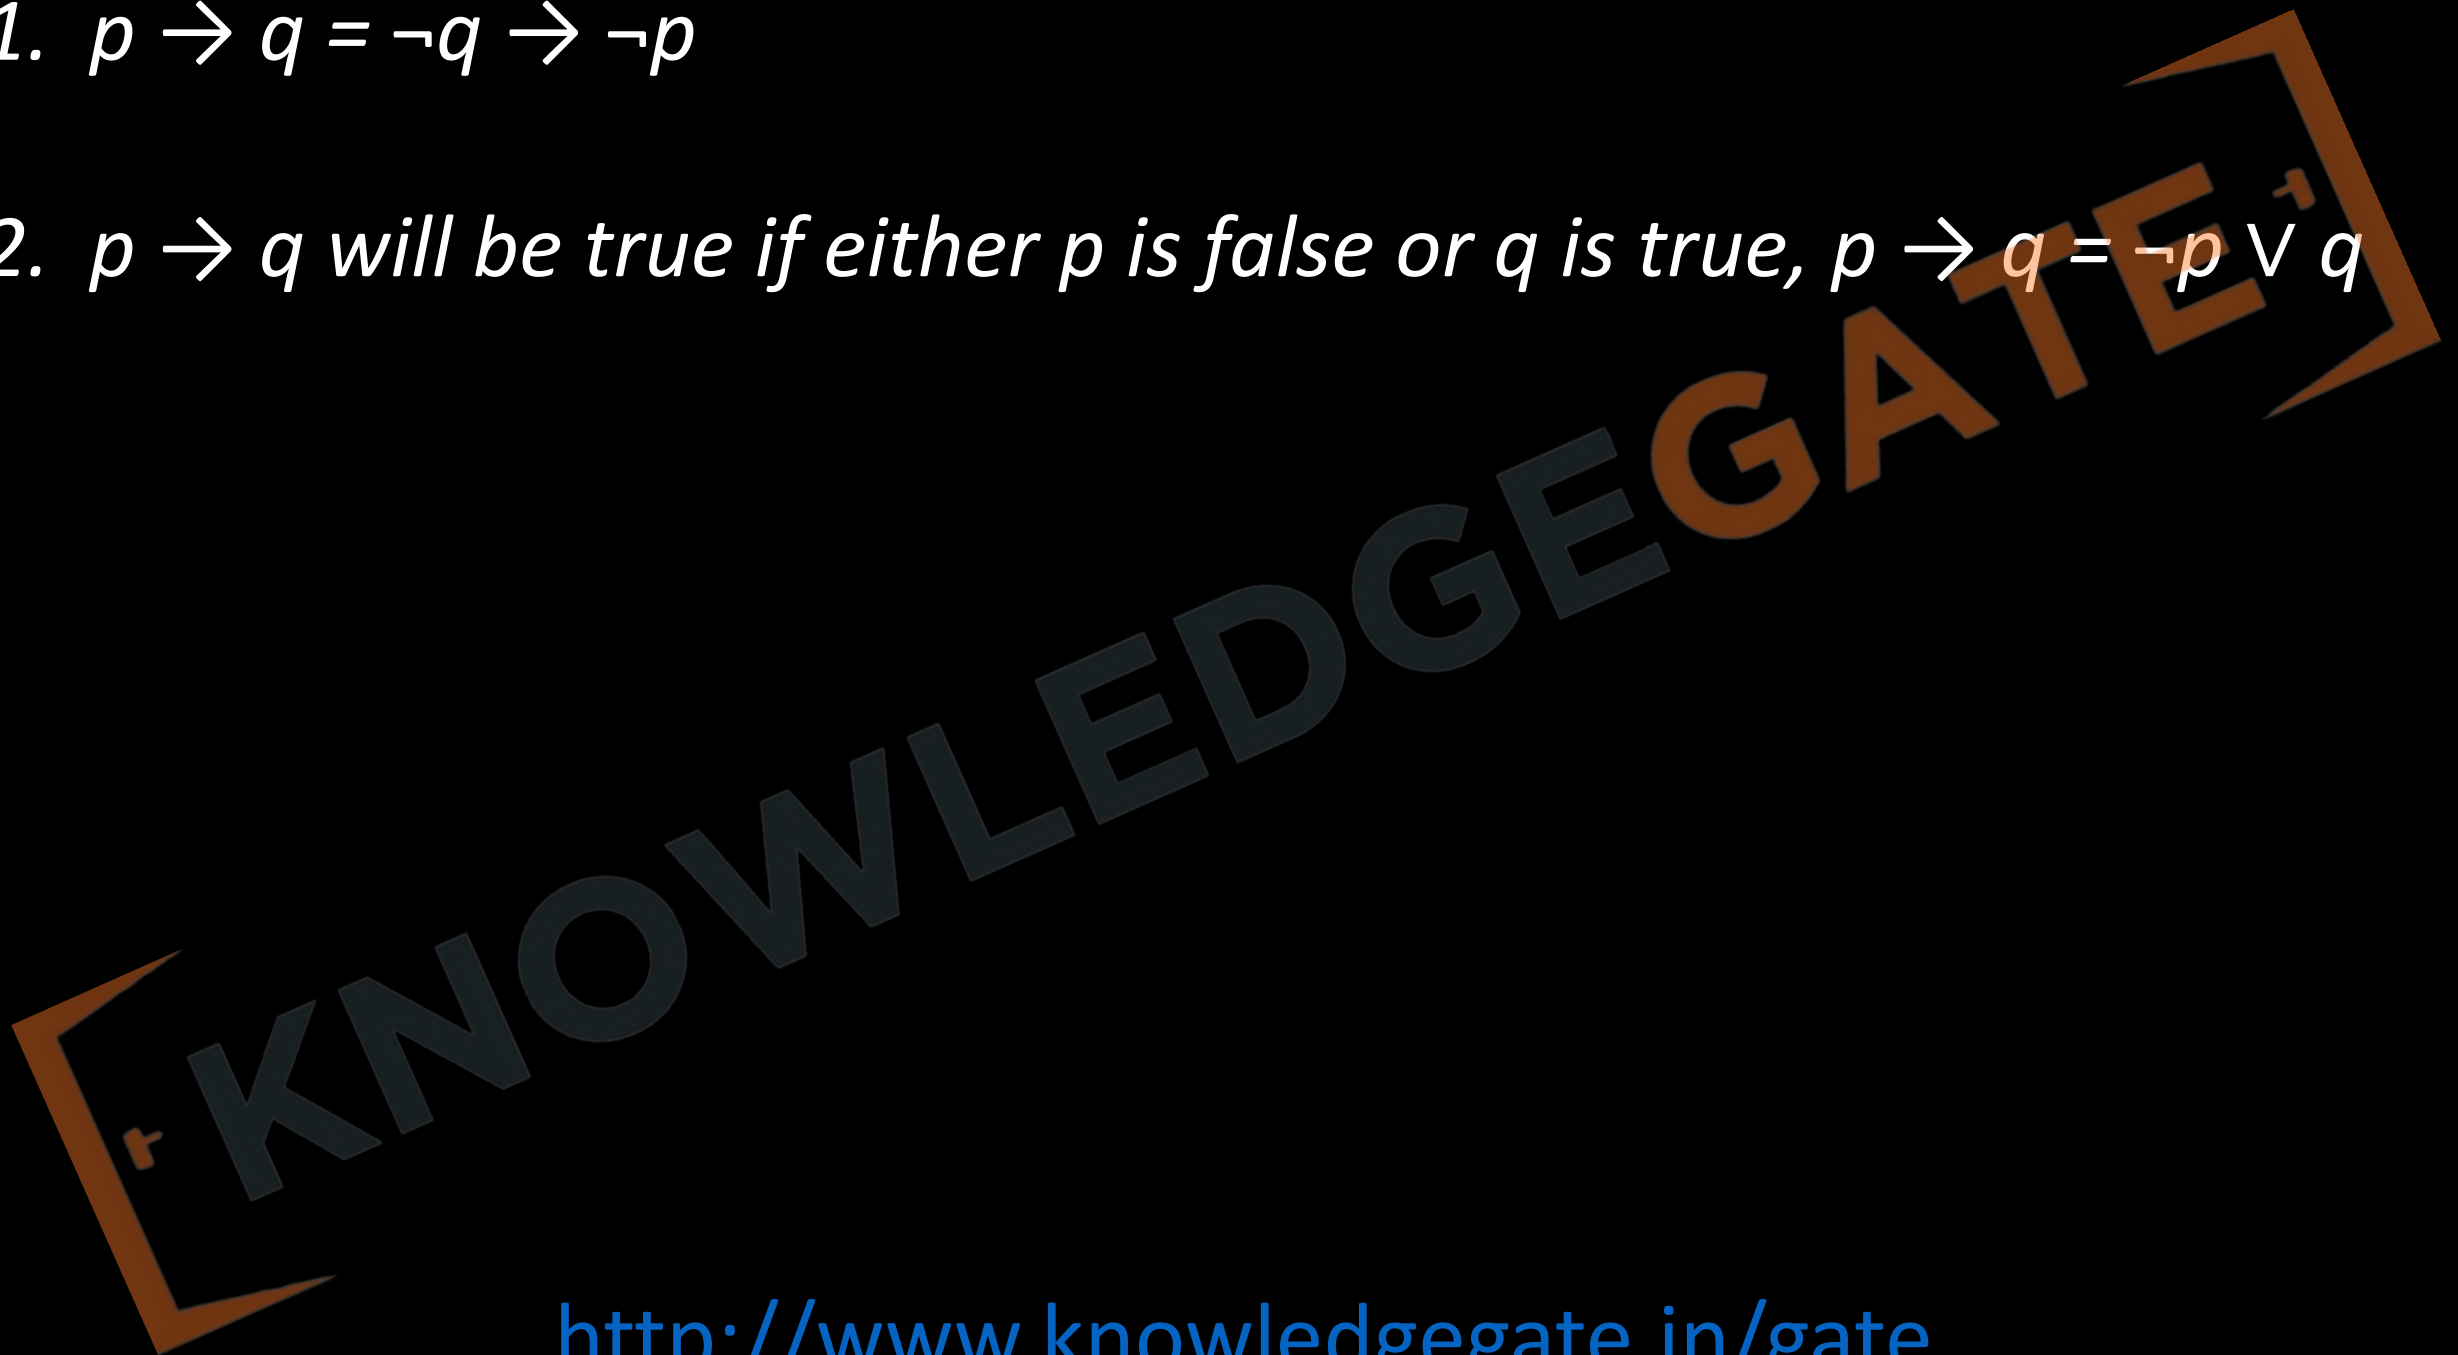 1. p → q = ¬q → ¬p
2. p → q will be true if either p is false or q is true, p → q = ¬p ∨ q
KNOWLEDGEGATE
http://www.knowledgegate.in/gate